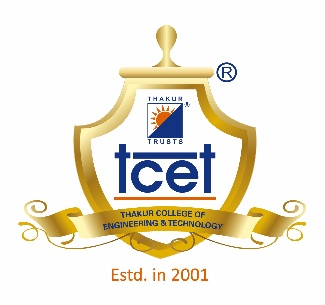 ®
THAKUR
®
TRUSTS
tcet
THAKUR COLLEGE OF
ENGINEERING & TECHNOLOGY
Estd. in 2001